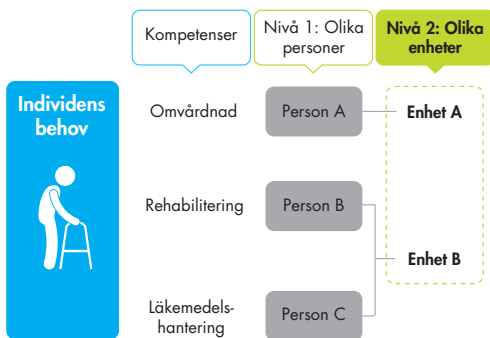 Kompetenser
Nivå 1: Olika
personer
Nivå 2: Olika
enheter
Individens
behov
Omvårdnad
Person A
Enhet A
Rehabilitering
Person B
Enhet B
Läkemedels-
hantering
Person C